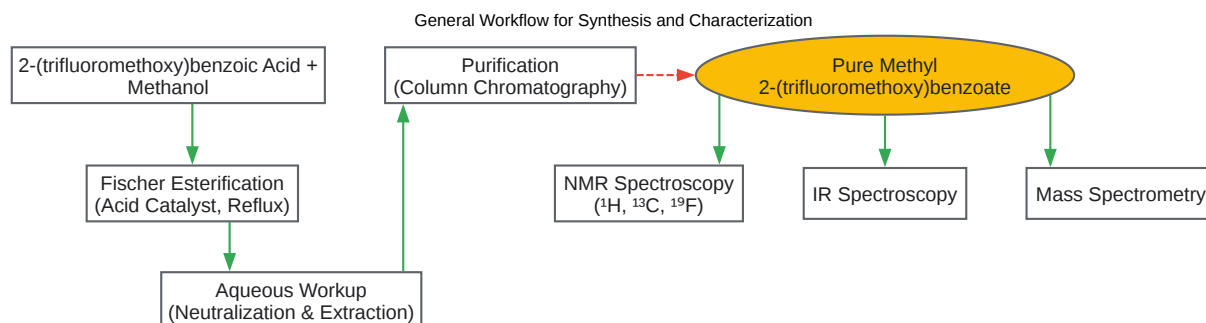 General Workflow for Synthesis and Characterization
2-(trifluoromethoxy)benzoic Acid +
Methanol
Fischer Esterification
(Acid Catalyst, Reflux)
Aqueous Workup
(Neutralization & Extraction)
Purification
(Column Chromatography)
Pure Methyl
2-(trifluoromethoxy)benzoate
NMR Spectroscopy
(¹H, ¹³C, ¹⁹F)
IR Spectroscopy
Mass Spectrometry